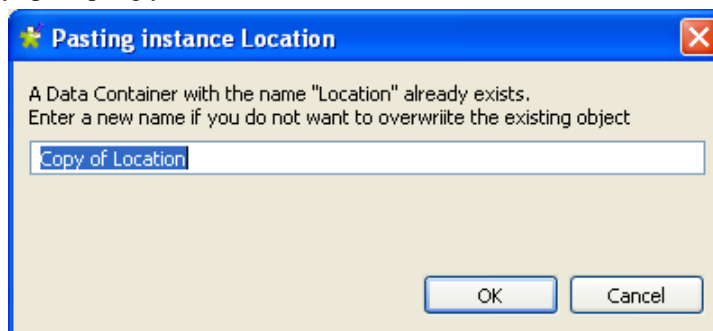 Pasting instance Location
A Data Container with the name "Location" already exists.
Enter a new name if you do not want to overwriite the existing object
Copy of Location
OK Cancel